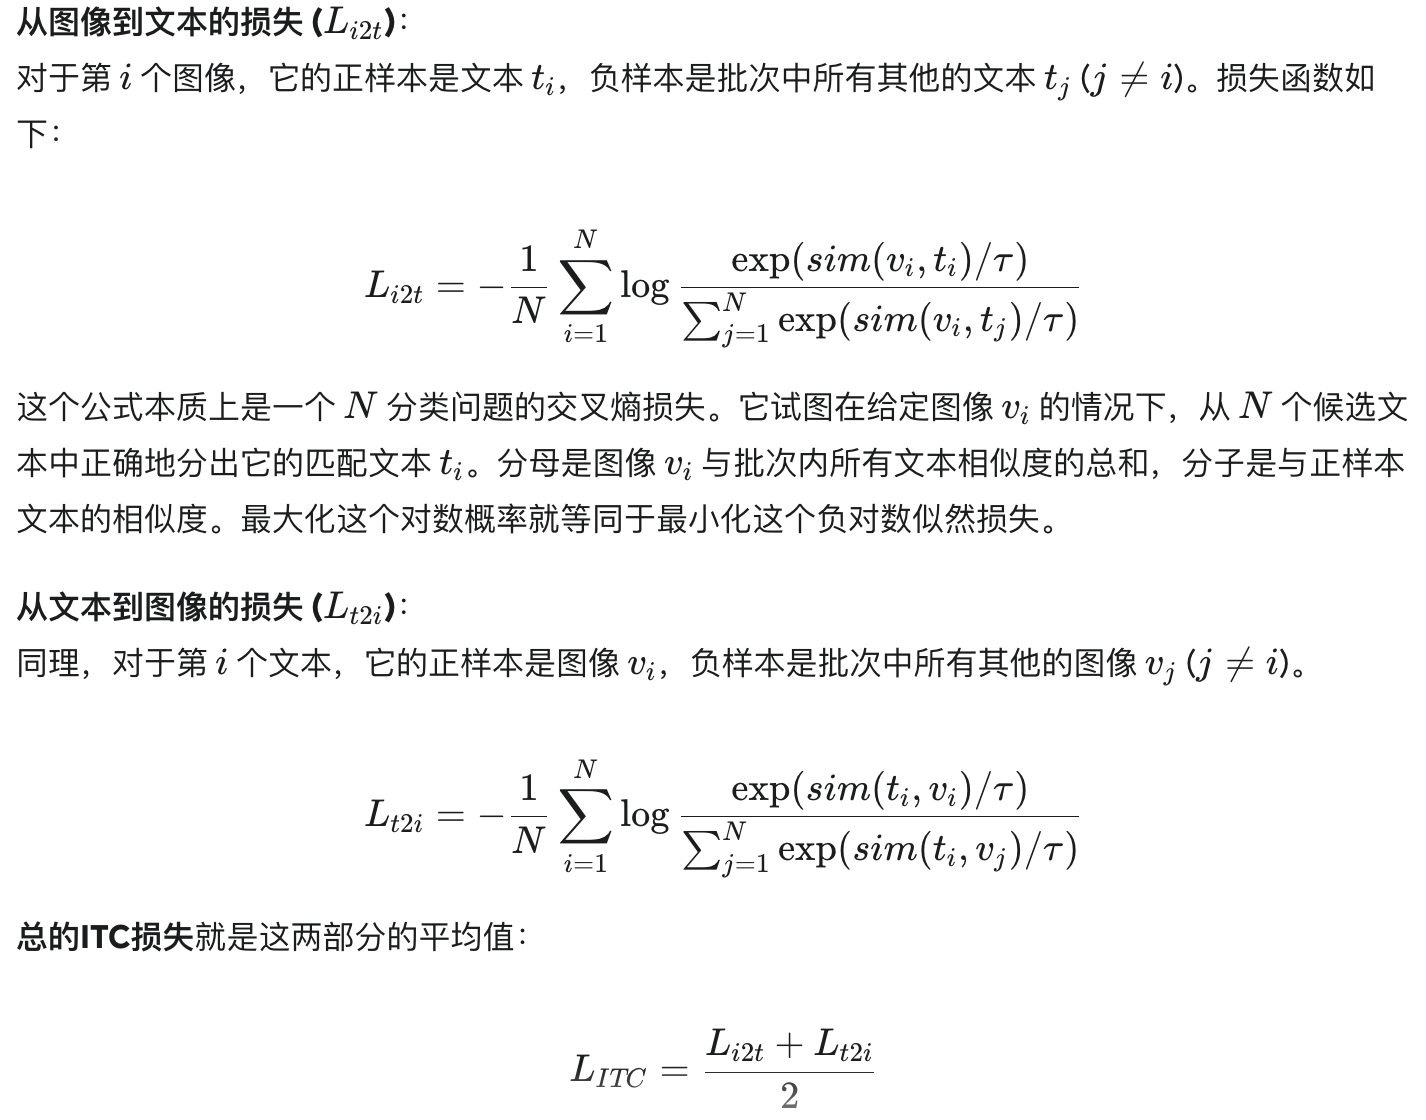 从图像到文本的损失 (L_{i2t})：
对于第 i 个图像，它的正样本是文本 t_i，负样本是批次中所有其他的文本 t_j (j ≠ i)。损失函数如
下：
L_{i2t} = -\frac{1}{N} \sum_{i=1}^{N} \log \frac{\exp(sim(v_i, t_i)/τ)}{\sum_{j=1}^{N} \exp(sim(v_i, t_j)/τ)}
这个公式本质上是一个 N 分类问题的交叉熵损失。它试图在给定图像 v_i 的情况下，从 N 个候选文
本中正确地分出它的匹配文本 t_i。分母是图像 v_i 与批次内所有文本相似度的总和，分子是与正样本
文本的相似度。最大化这个对数概率就等同于最小化这个负对数似然损失。
从文本到图像的损失 (L_{t2i})：
同理，对于第 i 个文本，它的正样本是图像 v_i，负样本是批次中所有其他的图像 v_j (j ≠ i)。
L_{t2i} = -\frac{1}{N} \sum_{i=1}^{N} \log \frac{\exp(sim(t_i, v_i)/τ)}{\sum_{j=1}^{N} \exp(sim(t_i, v_j)/τ)}
总的ITC损失就是这两部分的平均值：
L_{ITC} = \frac{L_{i2t} + L_{t2i}}{2}